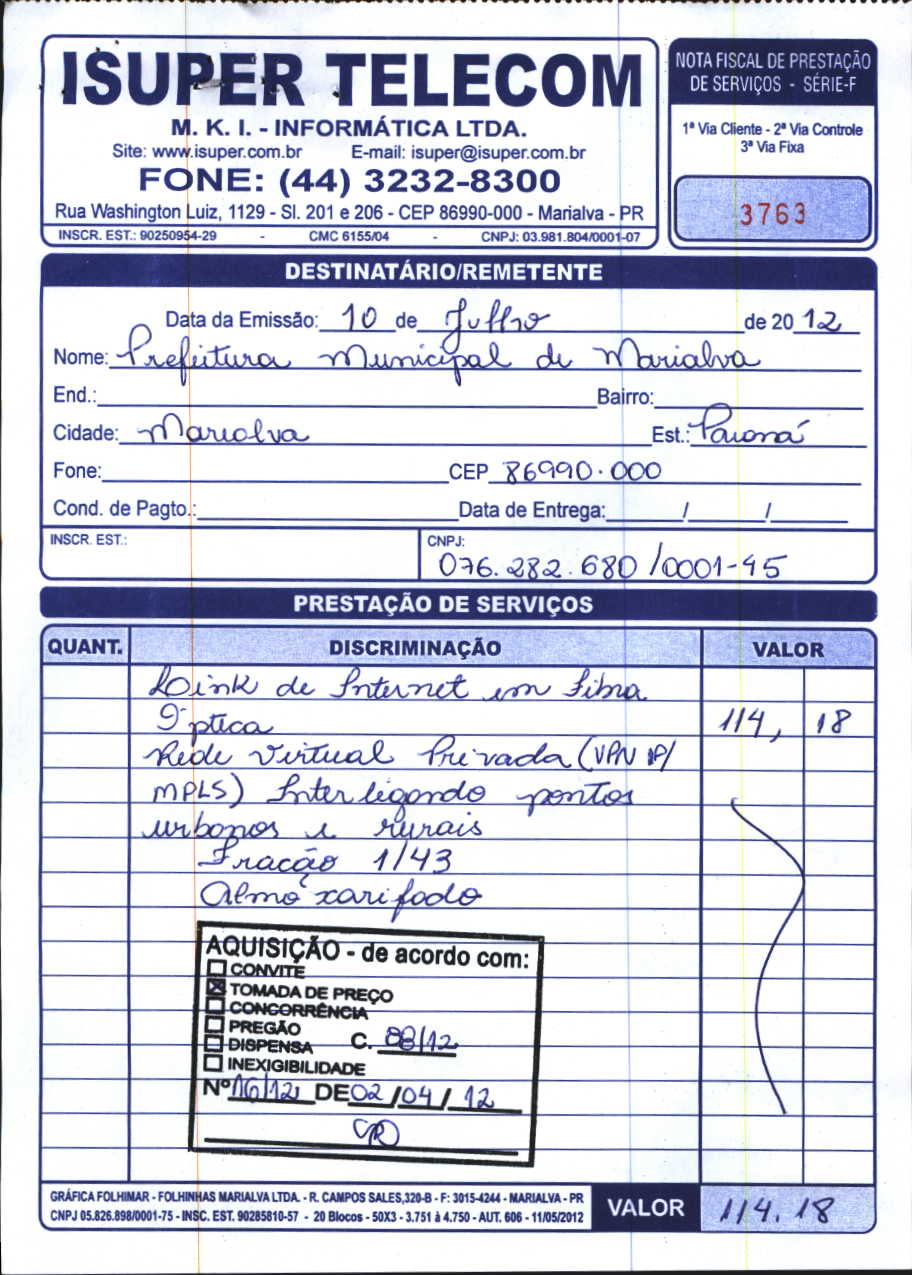 ISUPER TELECOM
M. K. I. - INFORMÁTICA LTDA.
Site: www.isuper.com.br E-mail: isuper@isuper.com.br
FONE: (44) 3232-8300
Rua Washington Luiz, 1129 - Sl. 201 e 206 - CEP 86990-000 - Marialva - PR
INSCR. EST.: 90250954-29 - CMC 6155/04 - CNPJ: 03.981.804/0001-07
NOTA FISCAL DE PRESTAÇÃO
DE SERVIÇOS - SÉRIE-F
1ª Via Cliente - 2ª Via Controle
3ª Via Fixa
3763
DESTINATÁRIO/REMETENTE
Data da Emissão: 10 de Julho de 2012
Nome: Prefeitura Municipal de Marialva
End.: Bairro:
Cidade: Marialva Est.: Paraná
Fone: CEP 86990-000
Cond. de Pagto.: Data de Entrega: / /
INSCR. EST.: CNPJ:
076.282.680/0001-45
PRESTAÇÃO DE SERVIÇOS
QUANT. DISCRIMINAÇÃO VALOR
Link de Internet em Fibra
Óptica 114, 18
Rede Virtual Privada (VPN IP/
MPLS) Interligando pontos
urbanos e rurais
Fração 1/43
Almoxarifado
AQUISIÇÃO - de acordo com:
CONVITE
TOMADA DE PREÇO
CONCORRÊNCIA
PREGÃO
DISPENSA C. 88/12
INEXIGIBILIDADE
Nº 16/12 DE 02/04/12
GRÁFICA FOLHIMAR - FOLHINHAS MARIALVA LTDA. - R. CAMPOS SALES,320-B - F: 3015-4244 - MARIALVA - PR
CNPJ 05.826.898/0001-75 - INSC. EST. 90285810-57 - 20 Blocos - 50X3 - 3.751 à 4.750 - AUT. 606 - 11/05/2012
VALOR 114.18